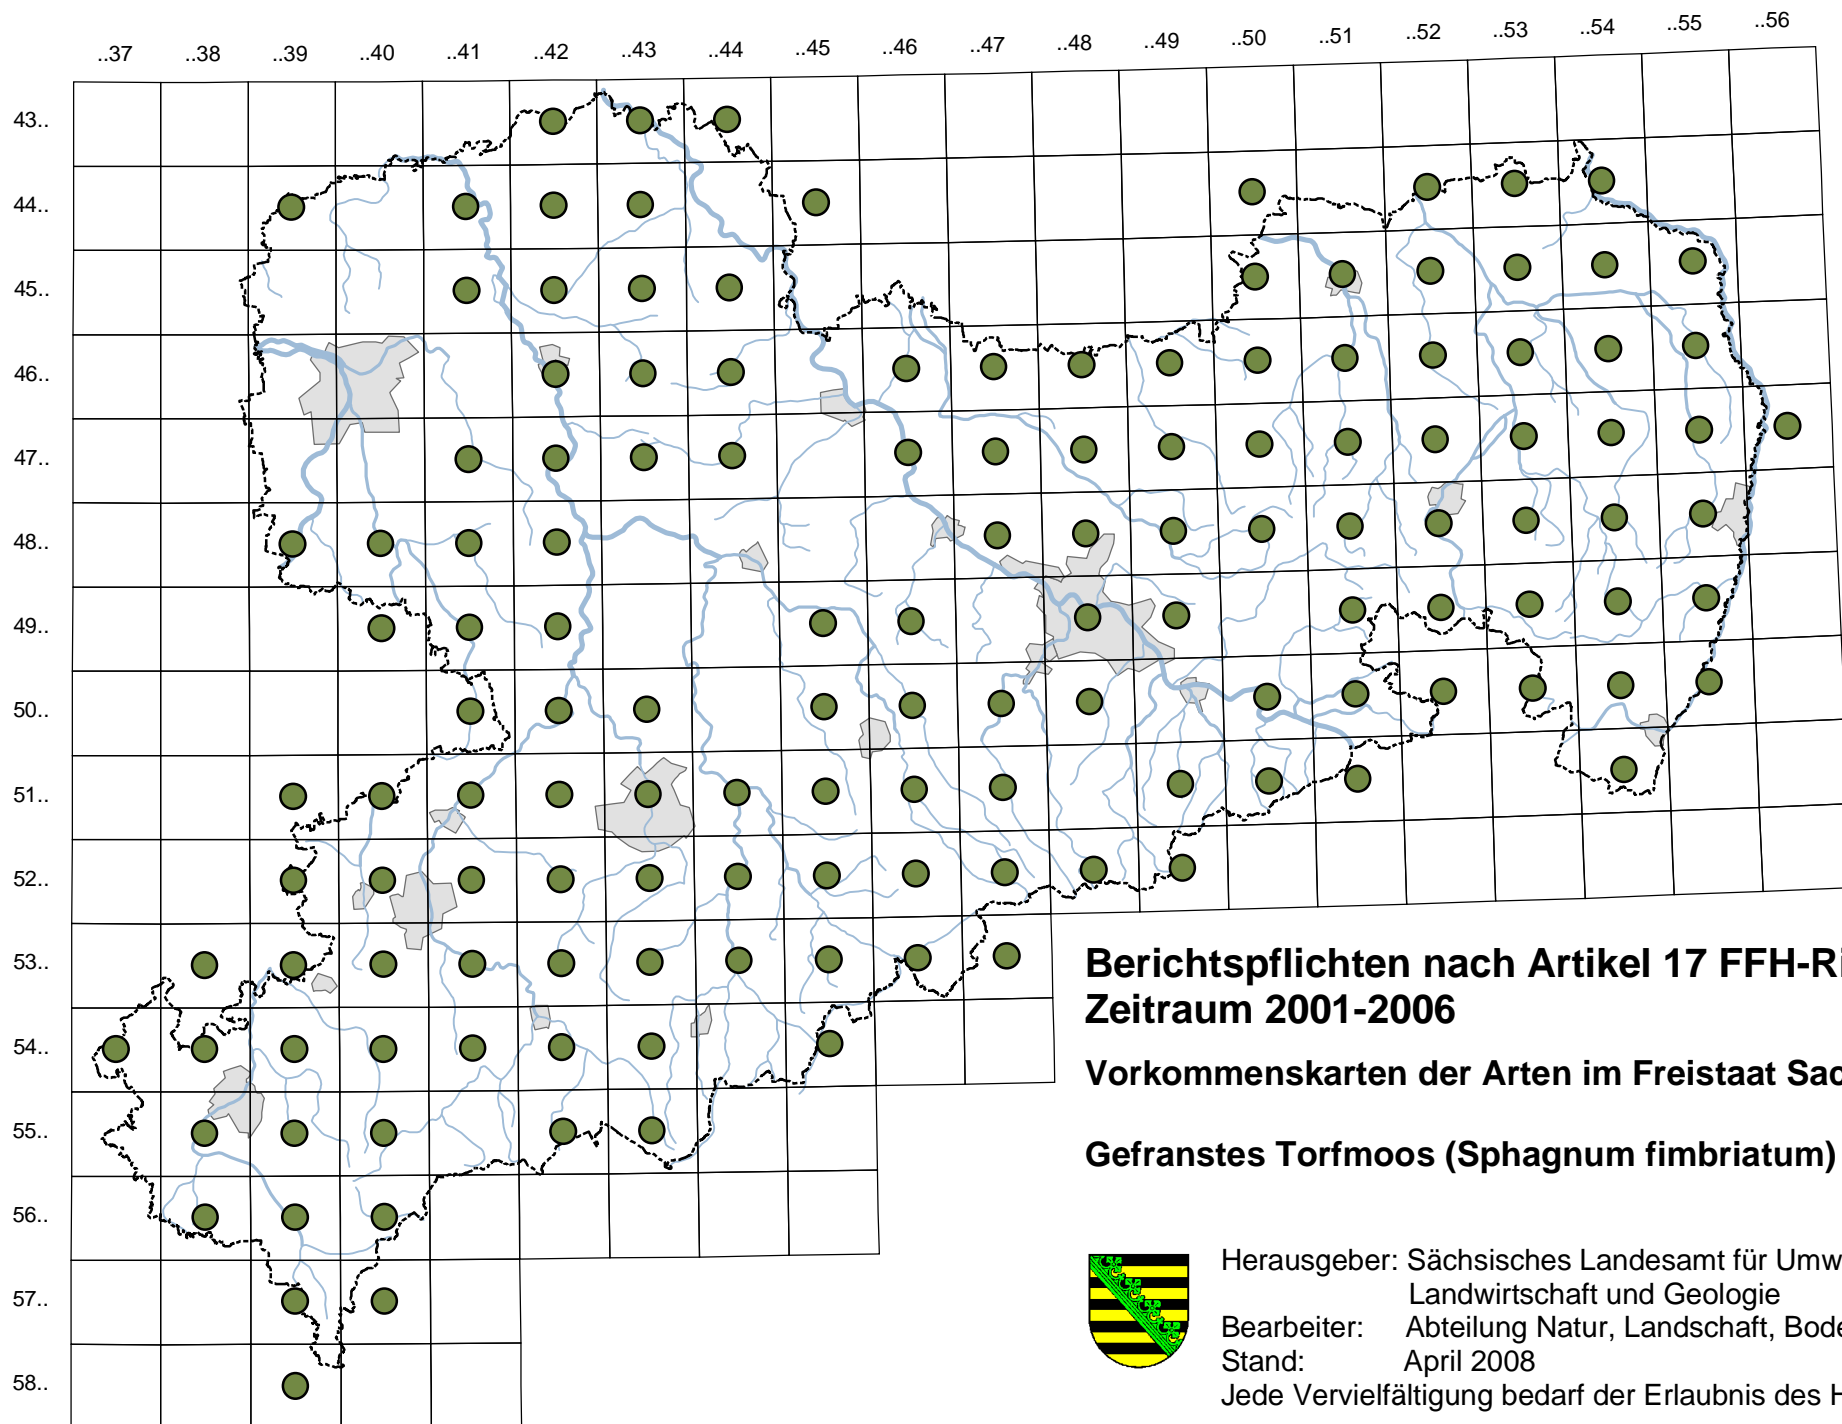 ..37 ..38 ..39 ..40 ..41 ..42 ..43 ..44 ..45 ..46 ..47 ..48 ..49 ..50 ..51 ..52 ..53 ..54 ..55 ..56
43..
44..
45..
46..
47..
48..
49..
50..
51..
52..
53..
54..
55..
56..
57..
58..
Berichtspflichten nach Artikel 17 FFH-Ri
Zeitraum 2001-2006
Vorkommenskarten der Arten im Freistaat Sac
Gefranstes Torfmoos (Sphagnum fimbriatum)
Herausgeber: Sächsisches Landesamt für Umw
Landwirtschaft und Geologie
Bearbeiter: Abteilung Natur, Landschaft, Bode
Stand: April 2008
Jede Vervielfältigung bedarf der Erlaubnis des H